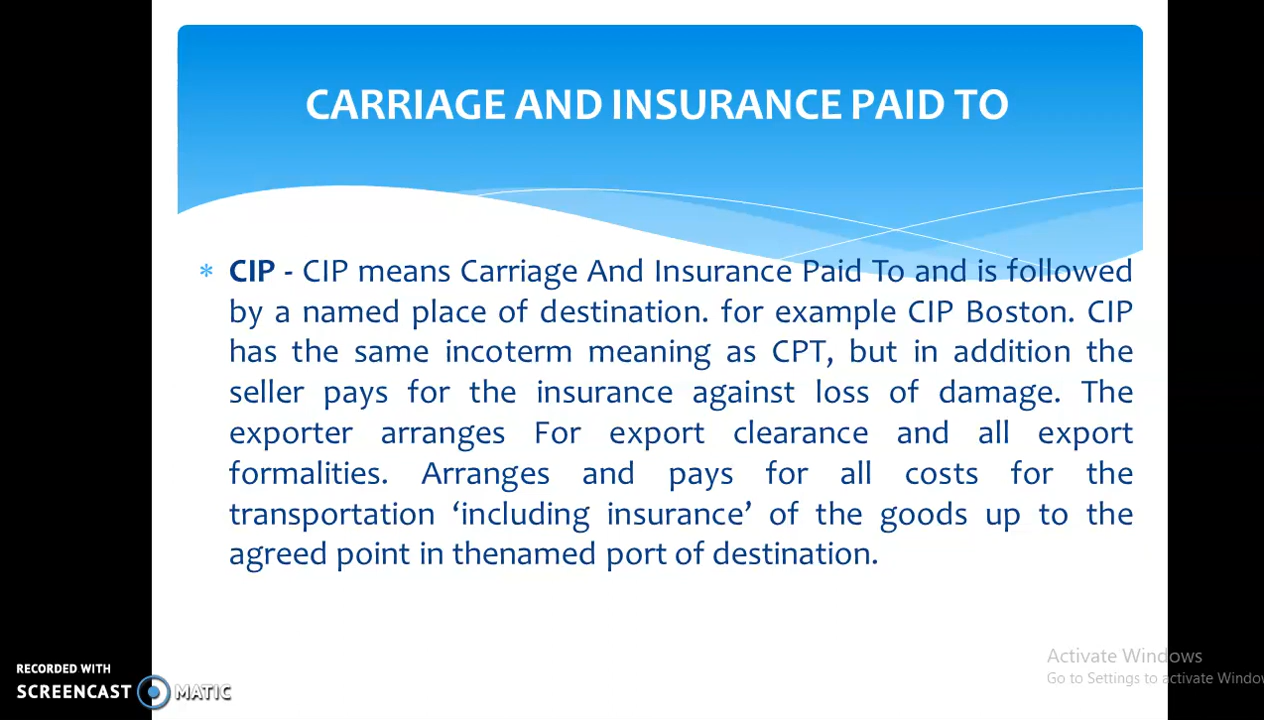 CARRIAGE AND INSURANCE PAID TO
* CIP - CIP means Carriage And Insurance Paid To and is followed
by a named place of destination. for example CIP Boston. CIP
has the same incoterm meaning as CPT, but in addition the
seller pays for the insurance against loss of damage. The
exporter arranges For export clearance and all export
formalities. Arranges and pays for all costs for the
transportation ‘including insurance’ of the goods up to the
agreed point in thenamed port of destination.
Activate Windows
Go to Settings to activate Windo
RECORDED WITH
SCREENCAST MATIC